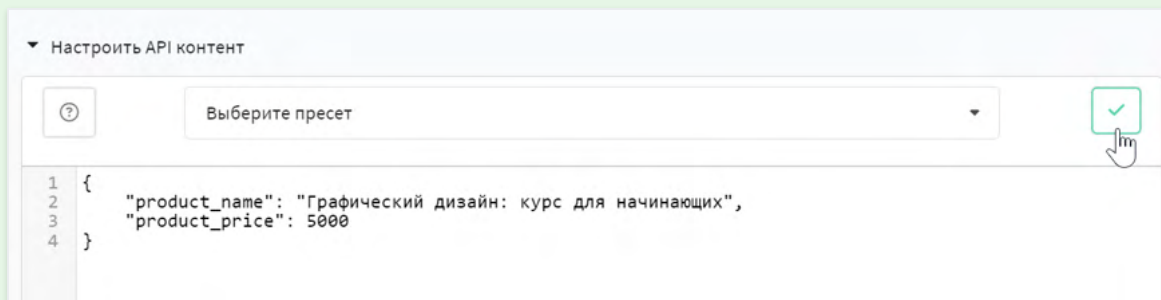 Настроить API контент
?
Выберите пресет
1 {
2     "product_name": "Графический дизайн: курс для начинающих",
3     "product_price": 5000
4 }